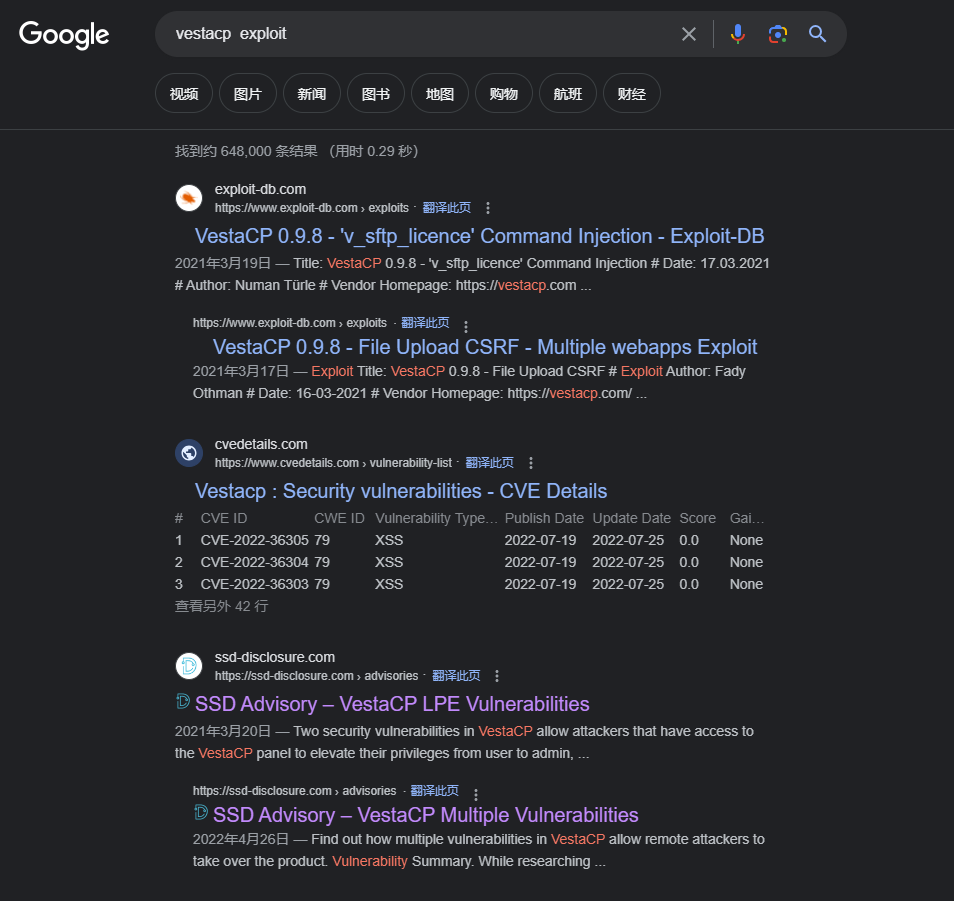 Google
vestacp exploit
视频 图片 新闻 图书 地图 购物 航班 财经
找到约 648,000 条结果 （用时 0.29 秒）
exploit-db.com
https://www.exploit-db.com › exploits · 翻译此页
VestaCP 0.9.8 - 'v_sftp_licence' Command Injection - Exploit-DB
2021年3月19日 — Title: VestaCP 0.9.8 - 'v_sftp_licence' Command Injection # Date: 17.03.2021
# Author: Numan Türle # Vendor Homepage: https://vestacp.com ...
https://www.exploit-db.com › exploits · 翻译此页
VestaCP 0.9.8 - File Upload CSRF - Multiple webapps Exploit
2021年3月17日 — Exploit Title: VestaCP 0.9.8 - File Upload CSRF # Exploit Author: Fady
Othman # Date: 16-03-2021 # Vendor Homepage: https://vestacp.com/ ...
cvedetails.com
https://www.cvedetails.com › vulnerability-list · 翻译此页
Vestacp : Security vulnerabilities - CVE Details
# CVE ID CWE ID Vulnerability Type... Publish Date Update Date Score Gai...
1 CVE-2022-36305 79 XSS 2022-07-19 2022-07-25 0.0 None
2 CVE-2022-36304 79 XSS 2022-07-19 2022-07-25 0.0 None
3 CVE-2022-36303 79 XSS 2022-07-19 2022-07-25 0.0 None
查看另外 42 行
ssd-disclosure.com
https://ssd-disclosure.com › advisories · 翻译此页
SSD Advisory – VestaCP LPE Vulnerabilities
2021年3月20日 — Two security vulnerabilities in VestaCP allow attackers that have access to
the VestaCP panel to elevate their privileges from user to admin, ...
https://ssd-disclosure.com › advisories · 翻译此页
SSD Advisory – VestaCP Multiple Vulnerabilities
2022年4月26日 — Find out how multiple vulnerabilities in VestaCP allow remote attackers to
take over the product. Vulnerability Summary. While researching ...